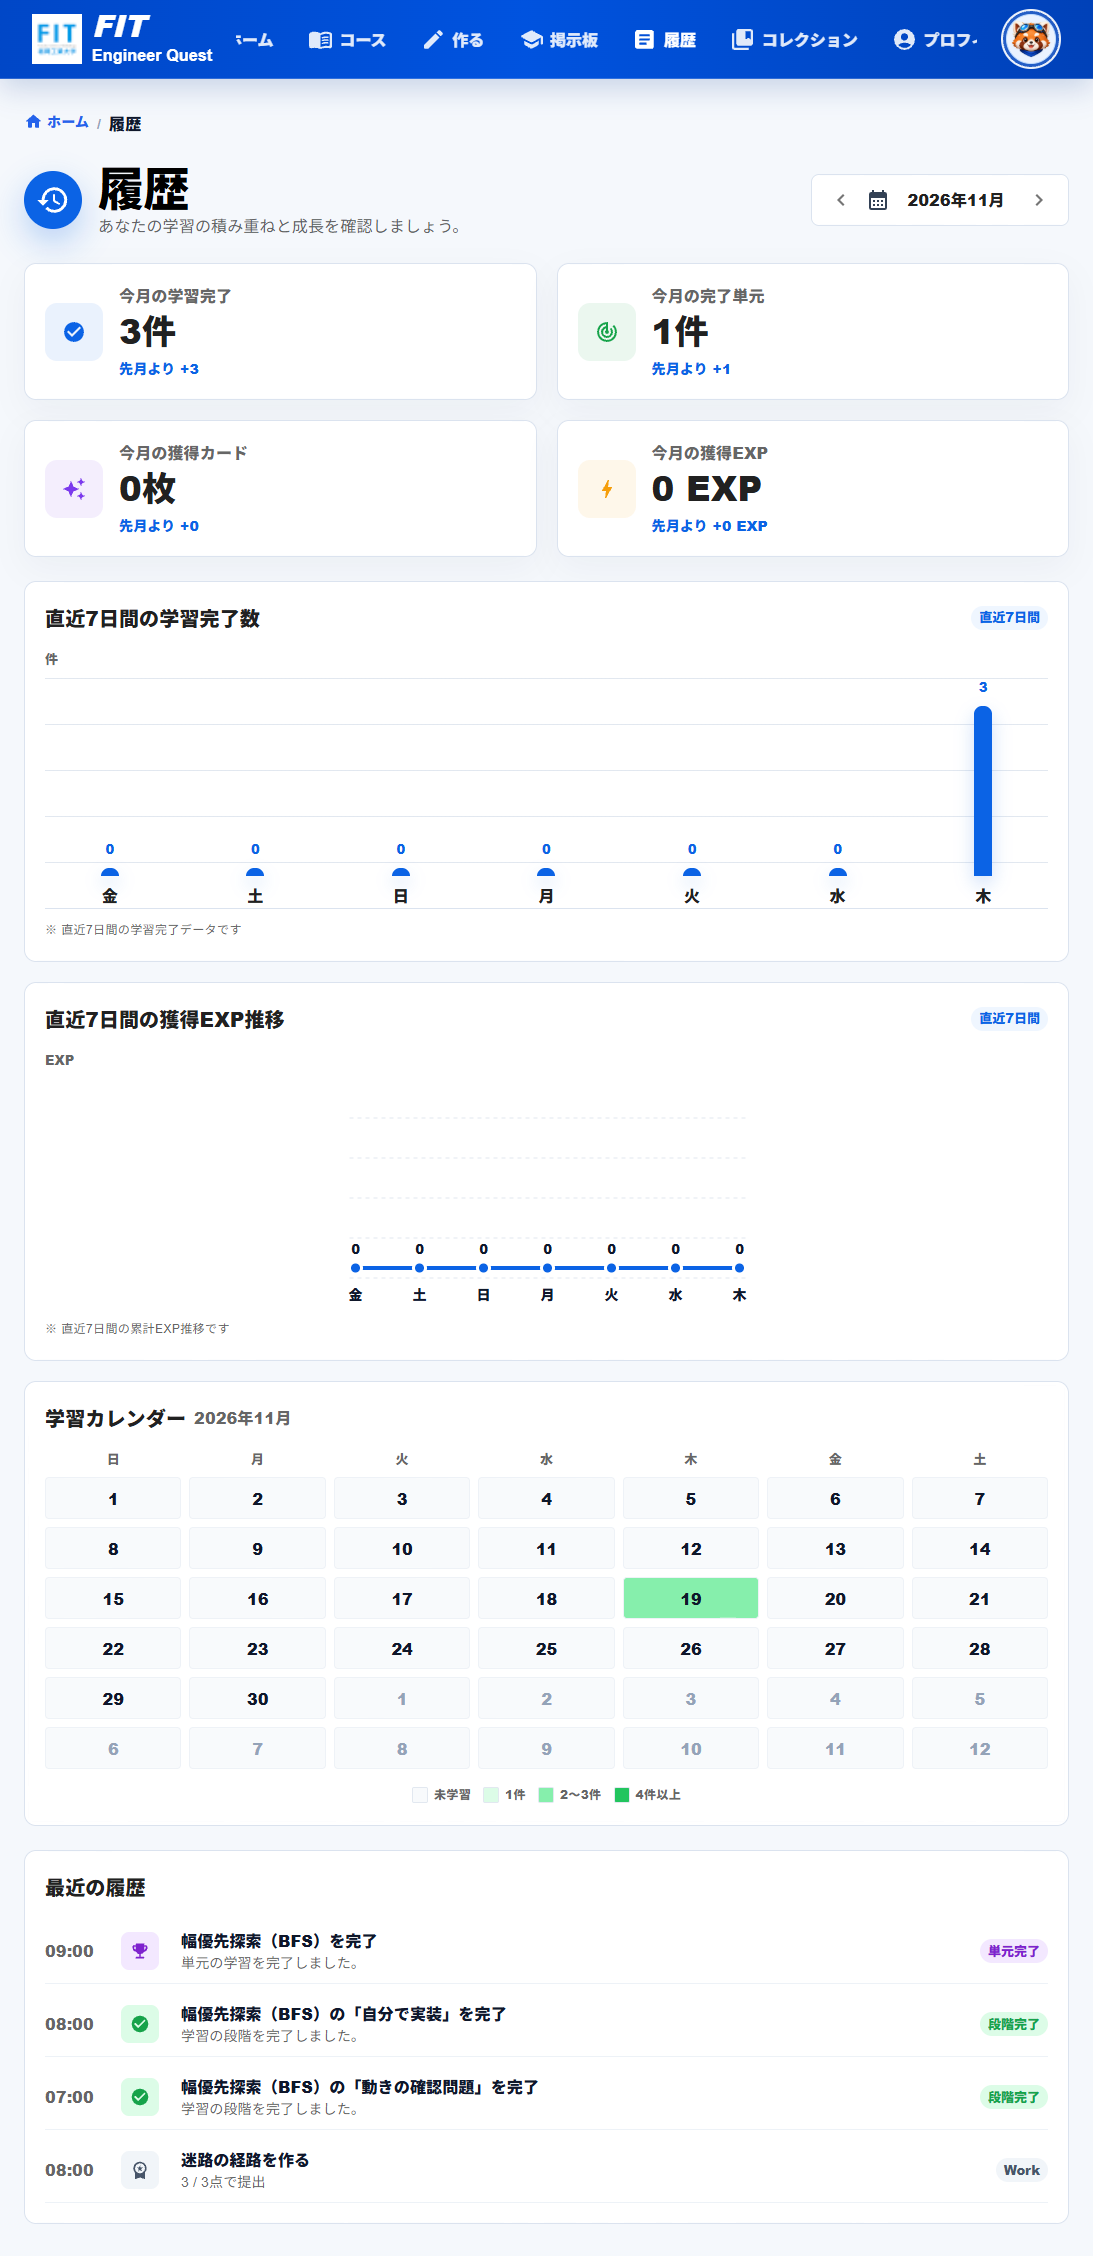 FIT
FIT
Engineer Quest
ーム
コース
作る
掲示板
履歴
コレクション
プロフ
ホーム / 履歴
履歴
あなたの学習の積み重ねと成長を確認しましょう。
2026年11月
今月の学習完了
3件
先月より +3
今月の完了単元
1件
先月より +1
今月の獲得カード
0枚
先月より +0
今月の獲得EXP
0 EXP
先月より +0 EXP
直近7日間の学習完了数
直近7日間
件
0 0 0 0 0 0 3
金 土 日 月 火 水 木
※ 直近7日間の学習完了データです
直近7日間の獲得EXP推移
直近7日間
EXP
0 0 0 0 0 0 0
金 土 日 月 火 水 木
※ 直近7日間の累計EXP推移です
学習カレンダー 2026年11月
日 月 火 水 木 金 土
1 2 3 4 5 6 7
8 9 10 11 12 13 14
15 16 17 18 19 20 21
22 23 24 25 26 27 28
29 30 1 2 3 4 5
6 7 8 9 10 11 12
未学習 1件 2〜3件 4件以上
最近の履歴
09:00
幅優先探索（BFS）を完了
単元の学習を完了しました。
単元完了
08:00
幅優先探索（BFS）の「自分で実装」を完了
学習の段階を完了しました。
段階完了
07:00
幅優先探索（BFS）の「動きの確認問題」を完了
学習の段階を完了しました。
段階完了
08:00
迷路の経路を作る
3 / 3点で提出
Work